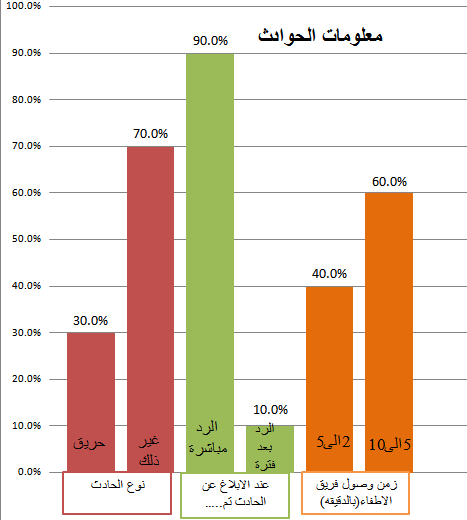 معلومات الحوادث
100.0%
90.0%
80.0%
70.0%
60.0%
50.0%
40.0%
30.0%
20.0%
10.0%
0.0%
30.0%
70.0%
90.0%
10.0%
40.0%
60.0%
حريق
غير
ذلك
الرد
مباشرة
الرد
بعد
فترة
2الى5
5الى10
نوع الحادث
عند الابلاغ عن
الحادث تم.....
زمن وصول فريق
الاطفاء(بالدقيقه)